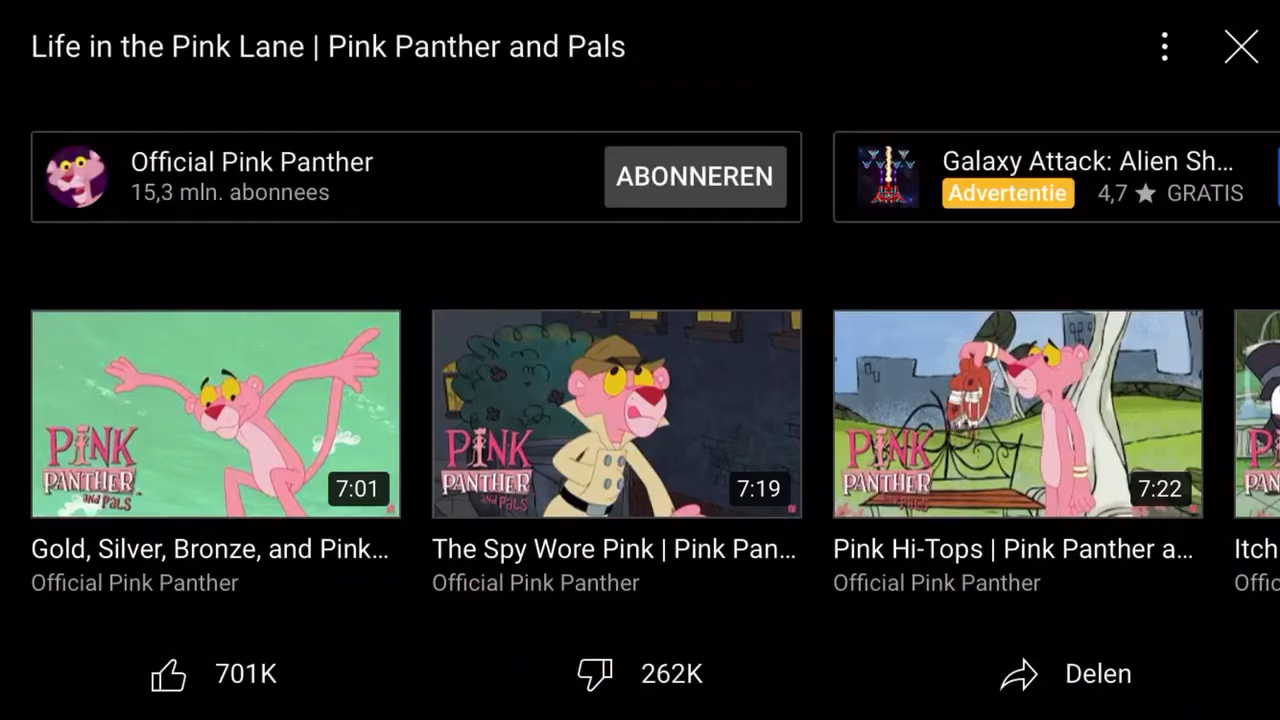 Life in the Pink Lane | Pink Panther and Pals
Official Pink Panther
15,3 mln. abonnees
ABONNEREN
Galaxy Attack: Alien Sh...
Advertentie 4,7 ★ GRATIS
PINK
PANTHER
and PALS
7:01
PINK
PANTHER
and PALS
7:19
PINK
PANTHER
and PALS
7:22
Gold, Silver, Bronze, and Pink...
Official Pink Panther
The Spy Wore Pink | Pink Pan...
Official Pink Panther
Pink Hi-Tops | Pink Panther a...
Official Pink Panther
Itch
Offic
701K
262K
Delen